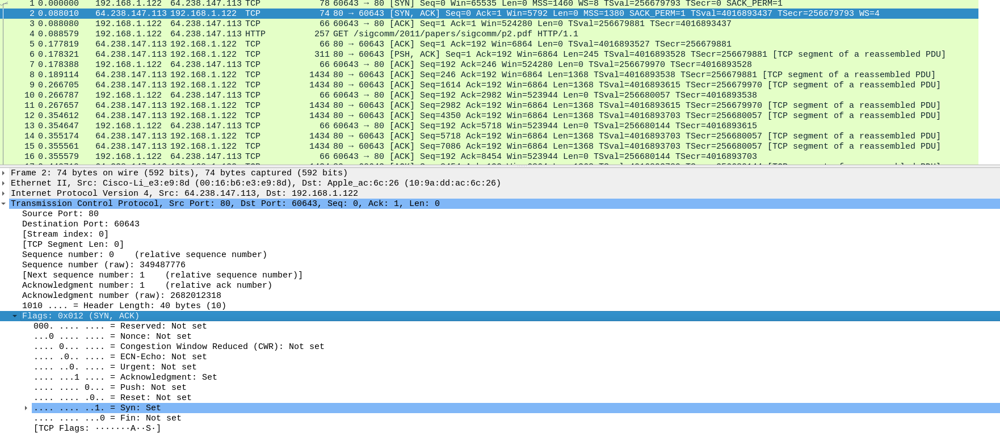 1 0.000000 192.168.1.122 64.238.147.113 TCP 78 60643 → 80 [SYN] Seq=0 Win=65535 Len=0 MSS=1460 WS=8 TSval=256679793 TSecr=0 SACK_PERM=1
2 0.088010 64.238.147.113 192.168.1.122 TCP 74 80 → 60643 [SYN, ACK] Seq=0 Ack=1 Win=5792 Len=0 MSS=1380 SACK_PERM=1 TSval=4016893437 TSecr=256679793 WS=4
3 0.088080 192.168.1.122 64.238.147.113 TCP 66 60643 → 80 [ACK] Seq=1 Ack=1 Win=524280 Len=0 TSval=256679881 TSecr=4016893437
4 0.088579 192.168.1.122 64.238.147.113 HTTP 257 GET /sigcomm/2011/papers/sigcomm/p2.pdf HTTP/1.1
5 0.177819 64.238.147.113 192.168.1.122 TCP 66 80 → 60643 [ACK] Seq=1 Ack=192 Win=6864 Len=0 TSval=4016893527 TSecr=256679881
6 0.178321 64.238.147.113 192.168.1.122 TCP 311 80 → 60643 [PSH, ACK] Seq=1 Ack=192 Win=6864 Len=245 TSval=4016893528 TSecr=256679881 [TCP segment of a reassembled PDU]
7 0.178388 192.168.1.122 64.238.147.113 TCP 66 60643 → 80 [ACK] Seq=192 Ack=246 Win=524280 Len=0 TSval=256679970 TSecr=4016893528
8 0.189114 64.238.147.113 192.168.1.122 TCP 1434 80 → 60643 [ACK] Seq=246 Ack=192 Win=6864 Len=1368 TSval=4016893538 TSecr=256679881 [TCP segment of a reassembled PDU]
9 0.266705 64.238.147.113 192.168.1.122 TCP 1434 80 → 60643 [ACK] Seq=1614 Ack=192 Win=6864 Len=1368 TSval=4016893615 TSecr=256679970 [TCP segment of a reassembled PDU]
10 0.266787 192.168.1.122 64.238.147.113 TCP 66 60643 → 80 [ACK] Seq=192 Ack=2982 Win=523944 Len=0 TSval=256680057 TSecr=4016893538
11 0.267657 64.238.147.113 192.168.1.122 TCP 1434 80 → 60643 [ACK] Seq=2982 Ack=192 Win=6864 Len=1368 TSval=4016893615 TSecr=256679970 [TCP segment of a reassembled PDU]
12 0.354612 64.238.147.113 192.168.1.122 TCP 1434 80 → 60643 [ACK] Seq=4350 Ack=192 Win=6864 Len=1368 TSval=4016893703 TSecr=256680057 [TCP segment of a reassembled PDU]
13 0.354647 192.168.1.122 64.238.147.113 TCP 66 60643 → 80 [ACK] Seq=192 Ack=5718 Win=523944 Len=0 TSval=256680144 TSecr=4016893615
14 0.355174 64.238.147.113 192.168.1.122 TCP 1434 80 → 60643 [ACK] Seq=5718 Ack=192 Win=6864 Len=1368 TSval=4016893703 TSecr=256680057 [TCP segment of a reassembled PDU]
15 0.355561 64.238.147.113 192.168.1.122 TCP 1434 80 → 60643 [ACK] Seq=7086 Ack=192 Win=6864 Len=1368 TSval=4016893703 TSecr=256680057 [TCP segment of a reassembled PDU]
16 0.355579 192.168.1.122 64.238.147.113 TCP 66 60643 → 80 [ACK] Seq=192 Ack=8454 Win=523944 Len=0 TSval=256680144 TSecr=4016893703
Frame 2: 74 bytes on wire (592 bits), 74 bytes captured (592 bits)
Ethernet II, Src: Cisco-Li_e3:e9:8d (00:16:b6:e3:e9:8d), Dst: Apple_ac:6c:26 (10:9a:dd:ac:6c:26)
Internet Protocol Version 4, Src: 64.238.147.113, Dst: 192.168.1.122
Transmission Control Protocol, Src Port: 80, Dst Port: 60643, Seq: 0, Ack: 1, Len: 0
Source Port: 80
Destination Port: 60643
[Stream index: 0]
[TCP Segment Len: 0]
Sequence number: 0 (relative sequence number)
Sequence number (raw): 349487776
[Next sequence number: 1 (relative sequence number)]
Acknowledgment number: 1 (relative ack number)
Acknowledgment number (raw): 2682012318
1010 .... = Header Length: 40 bytes (10)
Flags: 0x012 (SYN, ACK)
000. .... .... = Reserved: Not set
...0 .... .... = Nonce: Not set
.... 0... .... = Congestion Window Reduced (CWR): Not set
.... .0.. .... = ECN-Echo: Not set
.... ..0. .... = Urgent: Not set
.... ...1 .... = Acknowledgment: Set
.... .... 0... = Push: Not set
.... .... .0.. = Reset: Not set
.... .... ..1. = Syn: Set
.... .... ...0 = Fin: Not set
[TCP Flags: ·······A··S·]